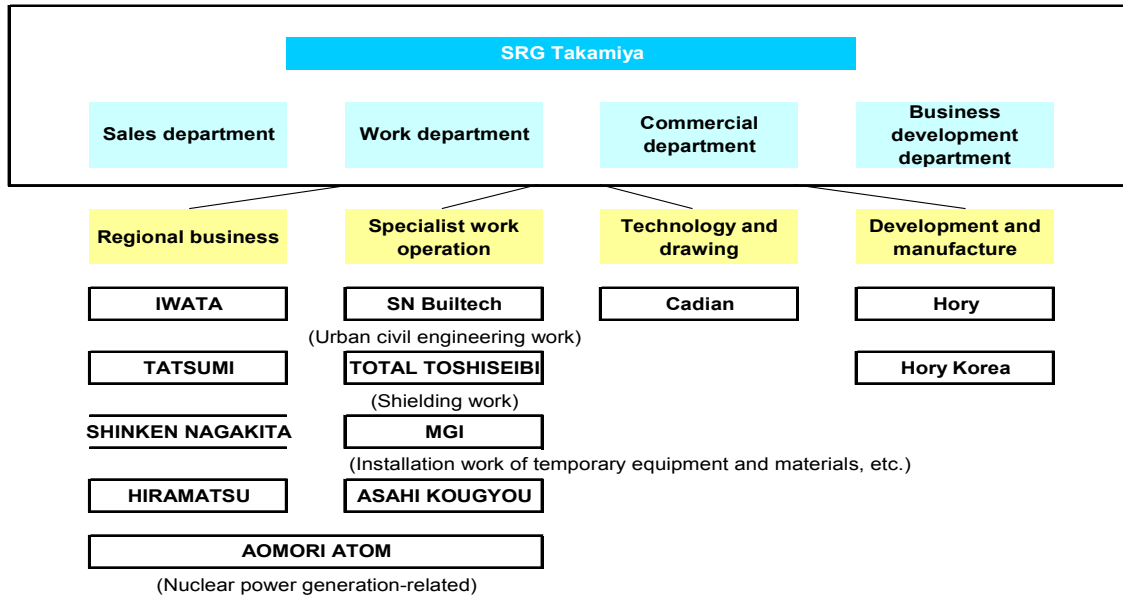 SRG Takamiya
Sales department
Work department
Commercial
department
Business
development
department
Regional business
Specialist work
operation
Technology and
drawing
Development and
manufacture
IWATA
SN Builtech
Cadian
Hory
(Urban civil engineering work)
TATSUMI
TOTAL TOSHISEIBI
Hory Korea
(Shielding work)
SHINKEN NAGAKITA
MGI
(Installation work of temporary equipment and materials, etc.)
HIRAMATSU
ASAHI KOUGYOU
AOMORI ATOM
(Nuclear power generation-related)